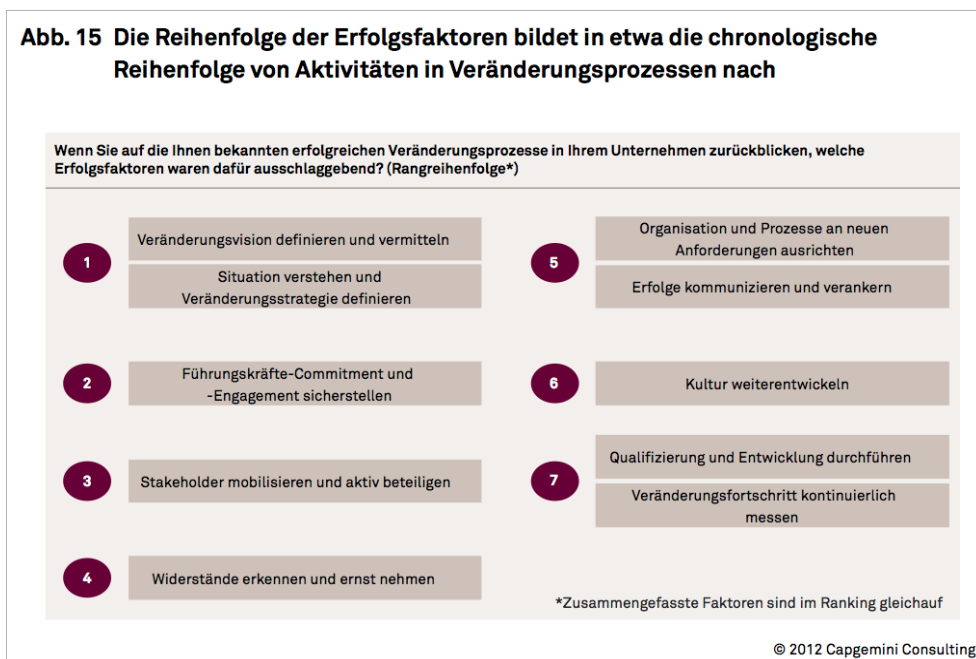 Abb. 15 Die Reihenfolge der Erfolgsfaktoren bildet in etwa die chronologische
Reihenfolge von Aktivitäten in Veränderungsprozessen nach
Wenn Sie auf die Ihnen bekannten erfolgreichen Veränderungsprozesse in Ihrem Unternehmen zurückblicken, welche
Erfolgsfaktoren waren dafür ausschlaggebend? (Rangreihenfolge*)
1
Veränderungsvision definieren und vermitteln
Situation verstehen und
Veränderungsstrategie definieren
2
Führungskräfte-Commitment und
-Engagement sicherstellen
3
Stakeholder mobilisieren und aktiv beteiligen
4
Widerstände erkennen und ernst nehmen
5
Organisation und Prozesse an neuen
Anforderungen ausrichten
Erfolge kommunizieren und verankern
6
Kultur weiterentwickeln
7
Qualifizierung und Entwicklung durchführen
Veränderungsfortschritt kontinuierlich
messen
*Zusammengefasste Faktoren sind im Ranking gleichauf
© 2012 Capgemini Consulting